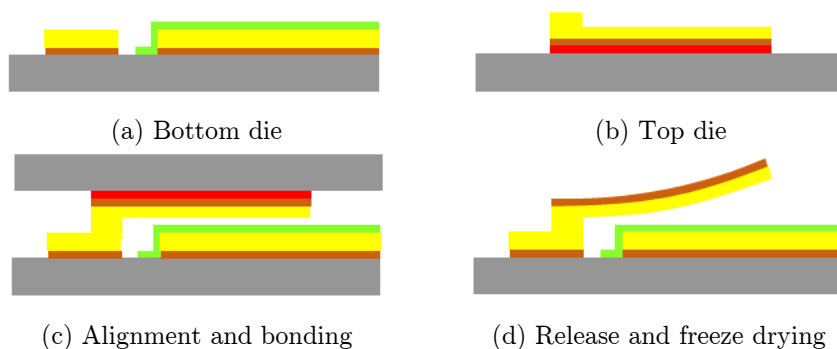 (a) Bottom die
(b) Top die
(c) Alignment and bonding
(d) Release and freeze drying